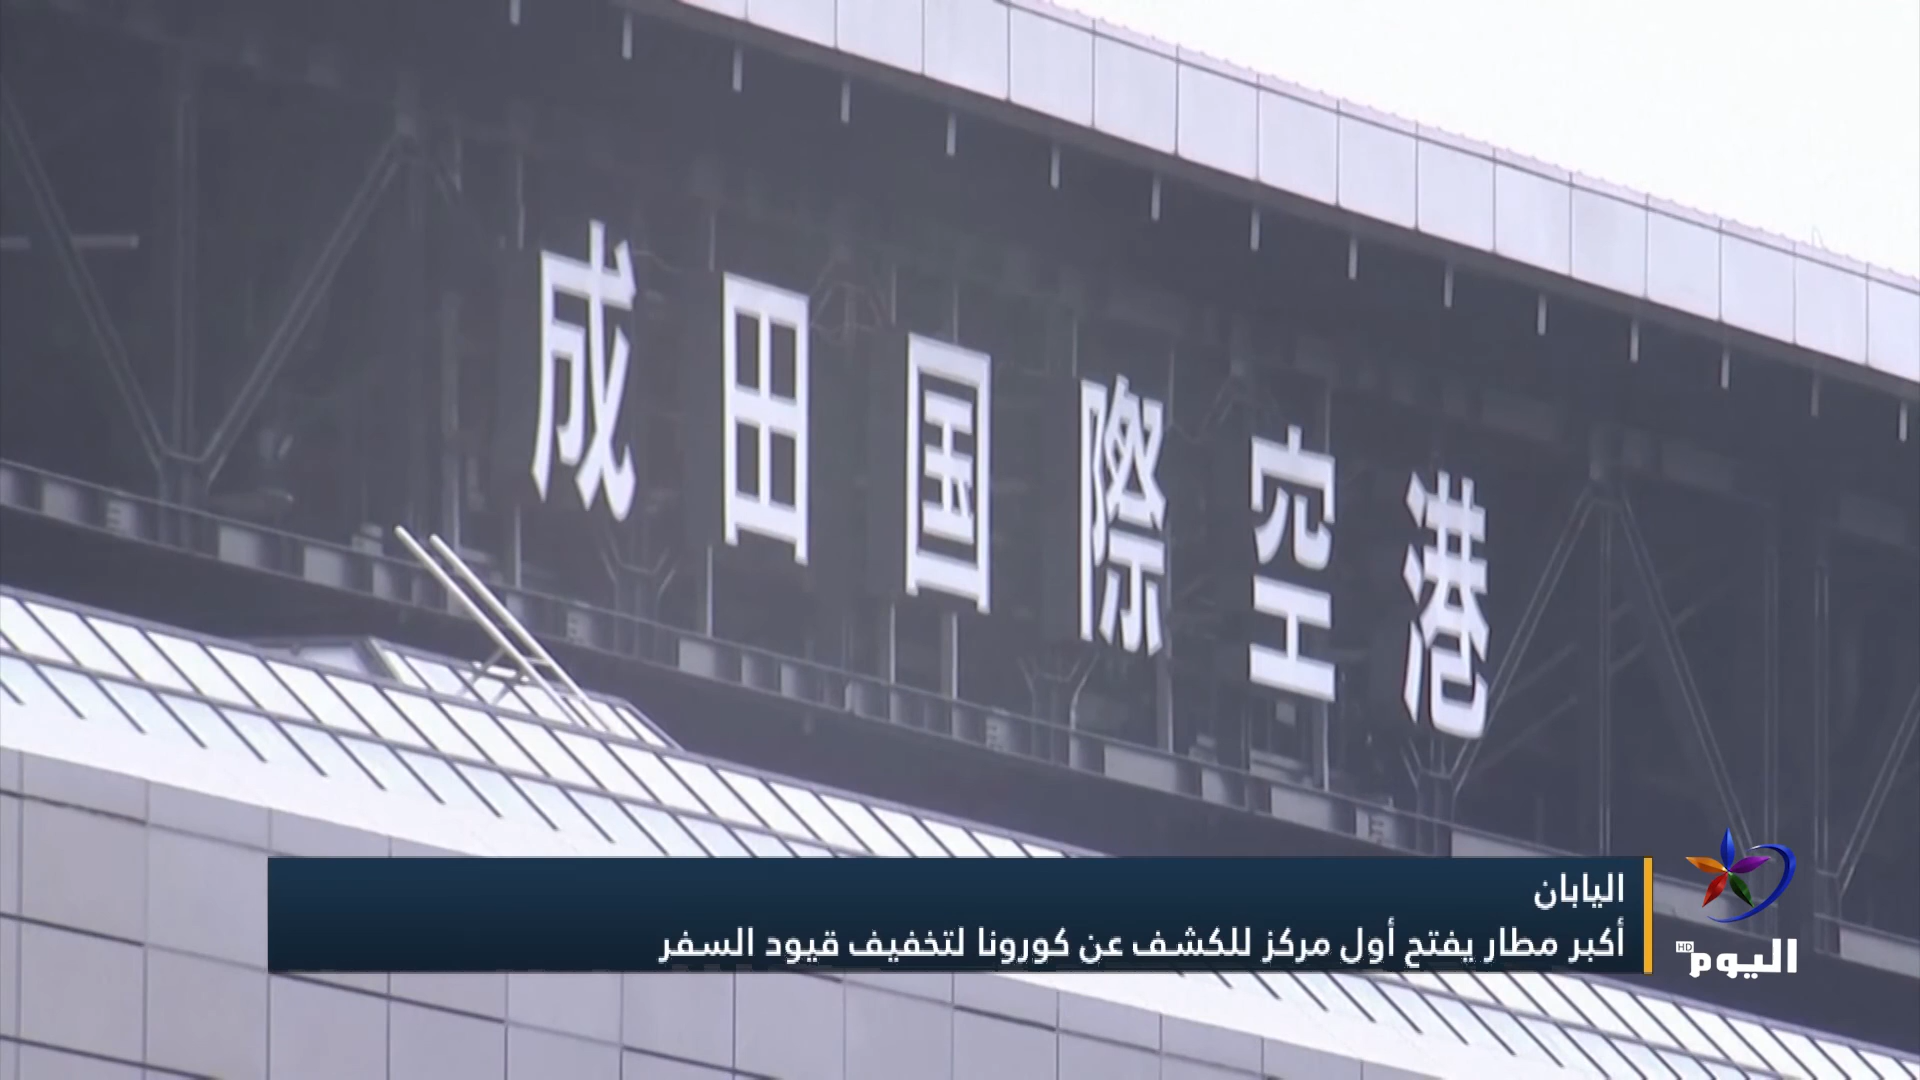 成田国際空港
اليابان
أكبر مطار يفتح أول مركز للكشف عن كورونا لتخفيف قيود السفر
اليوم
HD